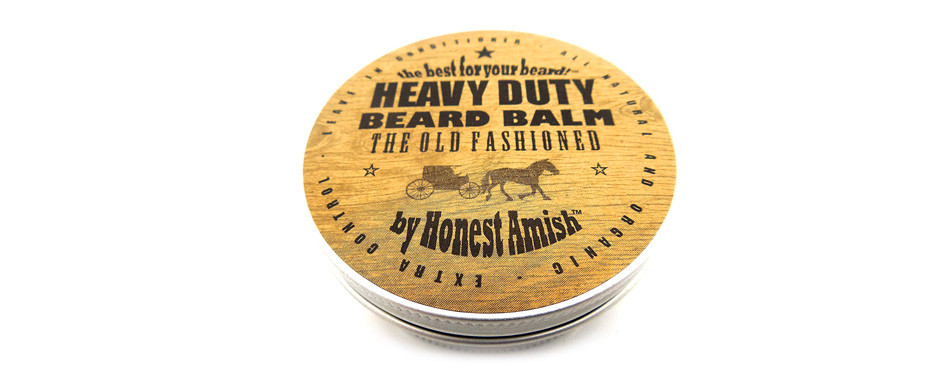 LEAVE IN CONDITIONER · ALL NATURAL AND ORGANIC · EXTRA CONTROL ·
the best for your beard!
HEAVY DUTY
BEARD BALM
THE OLD FASHIONED
by Honest Amish™